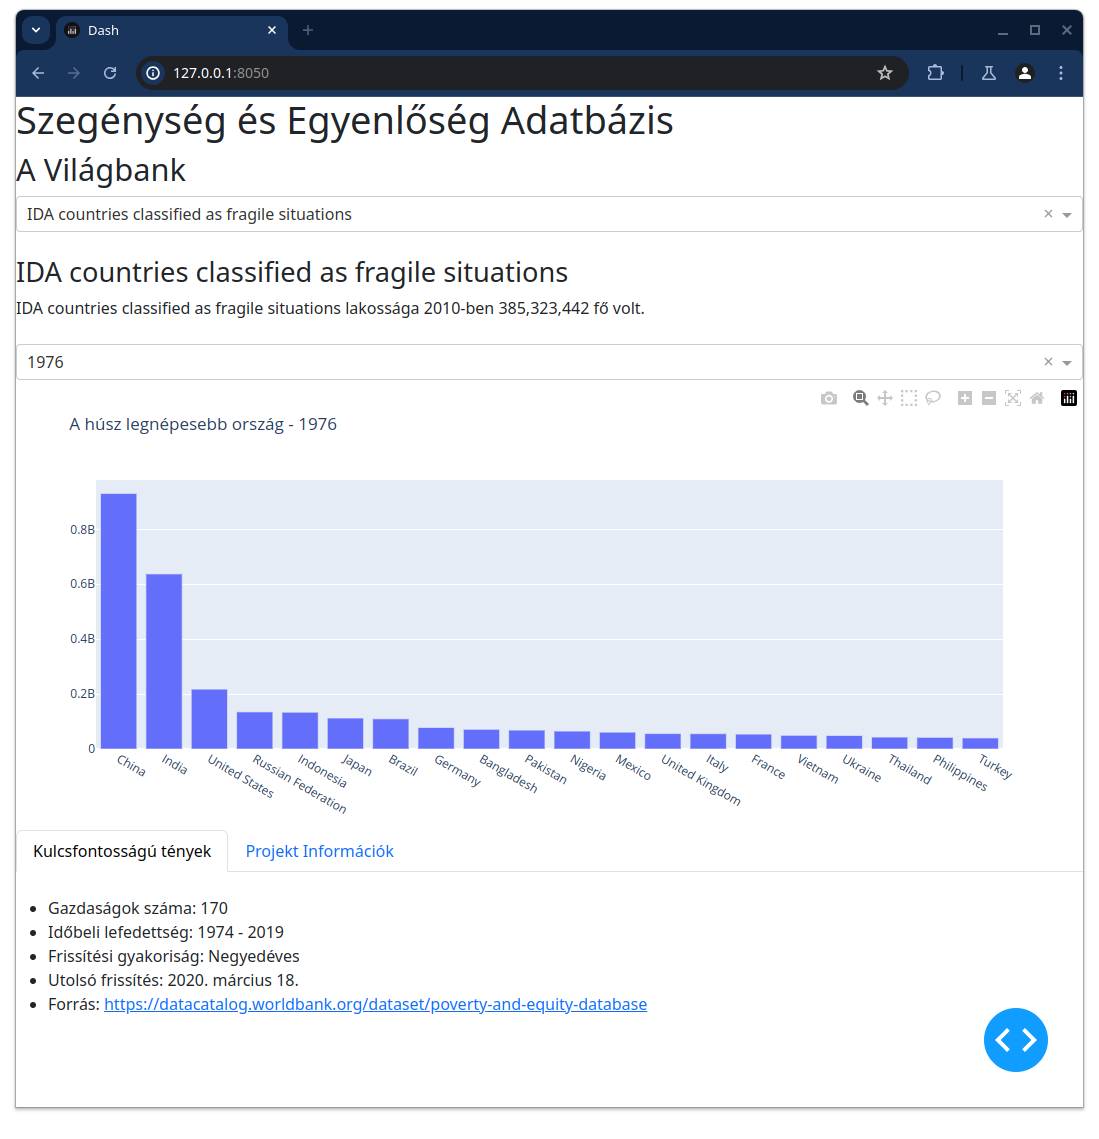 Dash
127.0.0.1:8050
Szegénység és Egyenlőség Adatbázis
A Világbank
IDA countries classified as fragile situations
IDA countries classified as fragile situations
IDA countries classified as fragile situations lakossága 2010-ben 385,323,442 fő volt.
1976
A húsz legnépesebb ország - 1976
0.8B
0.6B
0.4B
0.2B
0
China
India
United States
Russian Federation
Indonesia
Japan
Brazil
Germany
Bangladesh
Pakistan
Nigeria
Mexico
United Kingdom
Italy
France
Vietnam
Ukraine
Thailand
Philippines
Turkey
Kulcsfontosságú tények
Projekt Információk
Gazdaságok száma: 170
Időbeli lefedettség: 1974 - 2019
Frissítési gyakoriság: Negyedéves
Utolsó frissítés: 2020. március 18.
Forrás: https://datacatalog.worldbank.org/dataset/poverty-and-equity-database